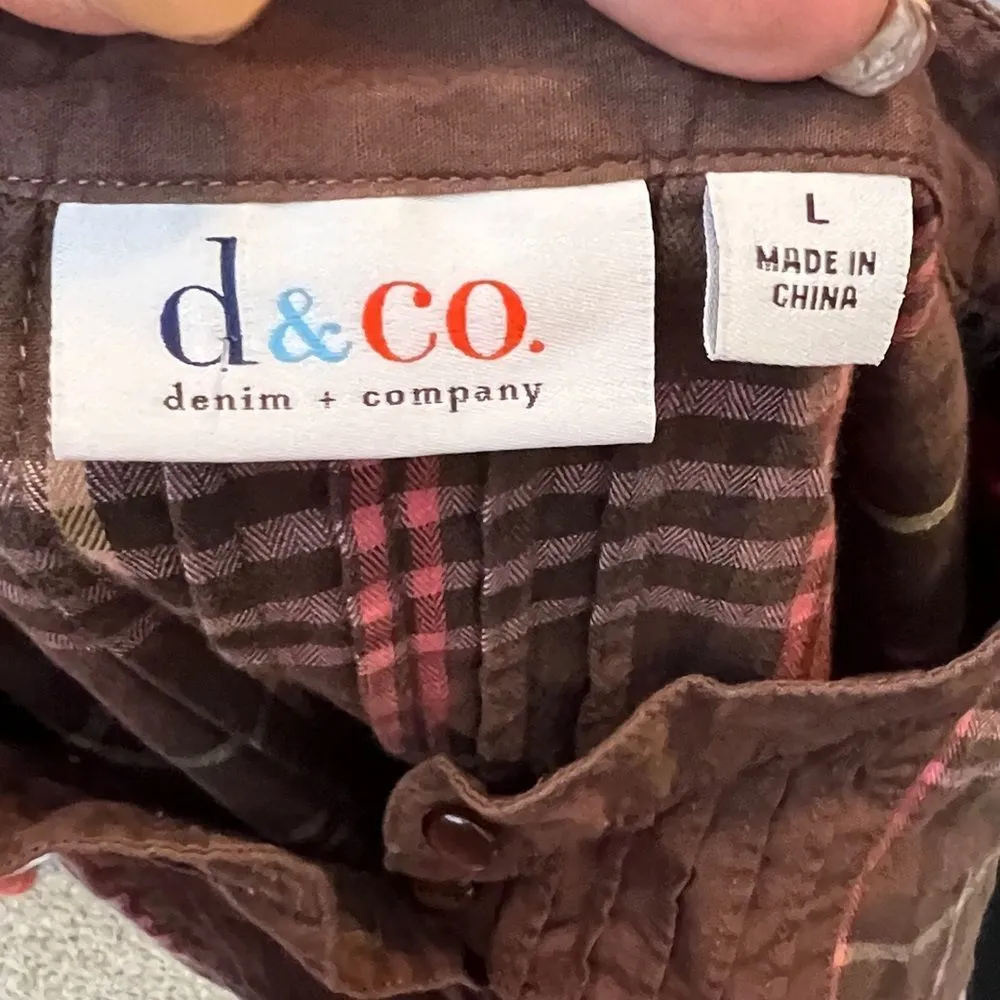 d&co.
denim + company
L
MADE IN
CHINA